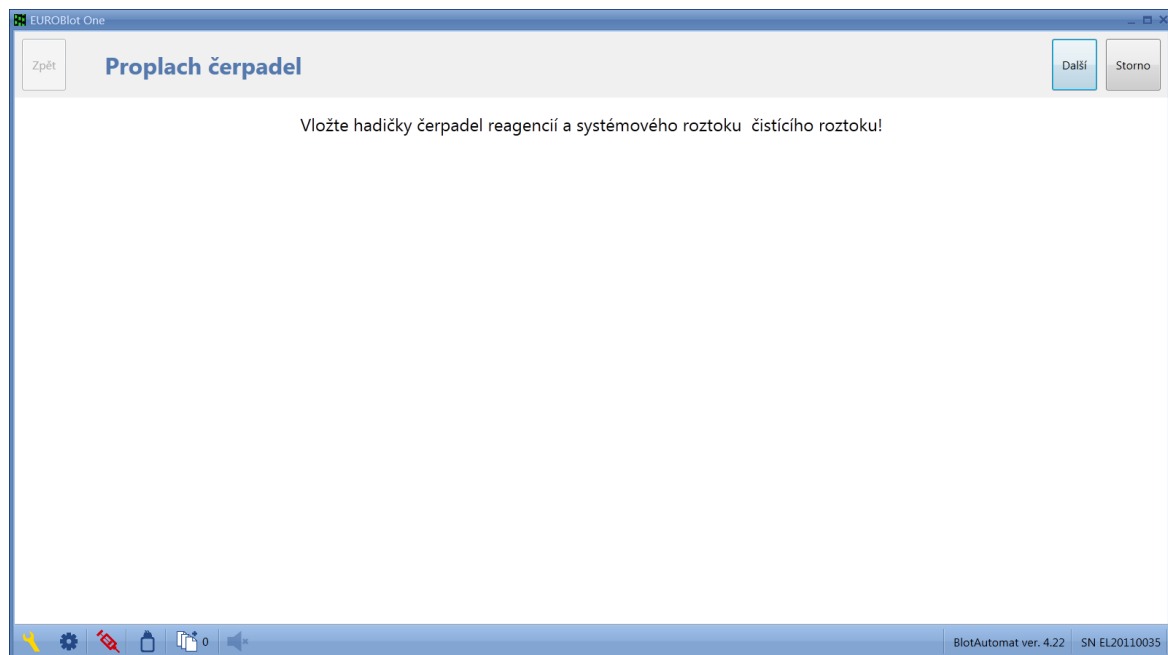 EUROBlot One
Zpět
Proplach čerpadel
Další
Storno
Vložte hadičky čerpadel reagencií a systémového roztoku  čistícího roztoku!
0
BlotAutomat ver. 4.22
SN EL20110035